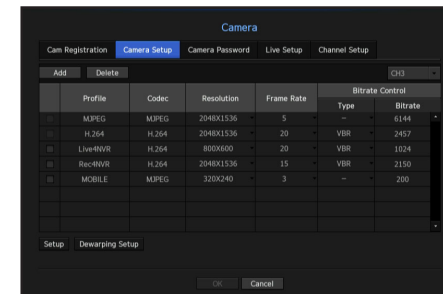 Camera
Cam Registration Camera Setup Camera Password Live Setup Channel Setup
Add Delete CH3
Profile Codec Resolution Frame Rate Bitrate Control
Type Bitrate
MJPEG MJPEG 2048X1536 5 - 6144
H.264 H.264 2048X1536 20 VBR 2457
Live4NVR H.264 800X600 20 VBR 1024
Rec4NVR H.264 2048X1536 15 VBR 2150
MOBILE MJPEG 320X240 3 - 200
Setup Dewarping Setup
OK Cancel